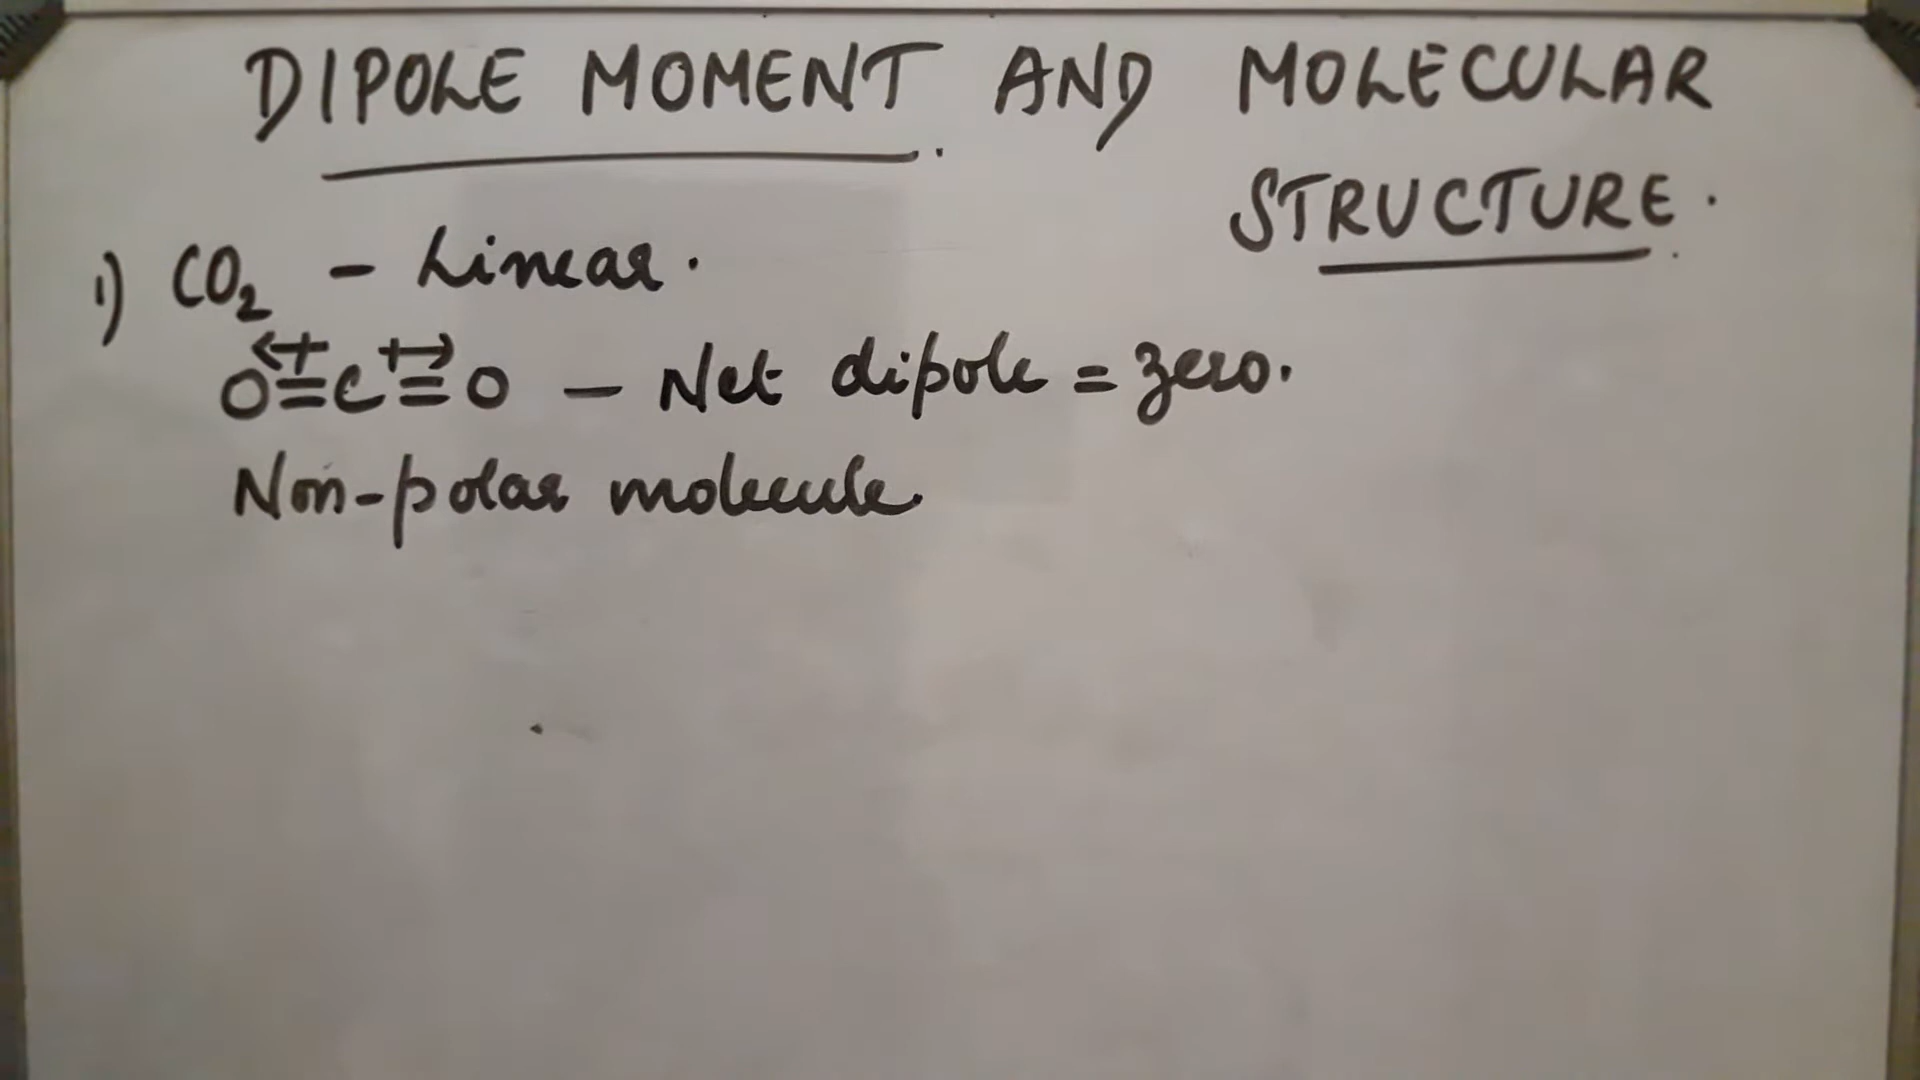 DIPOLE MOMENT AND MOLECULAR
STRUCTURE.
1) CO₂ - Linear.
O=C=O - Net dipole = zero.
Non-polar molecule.